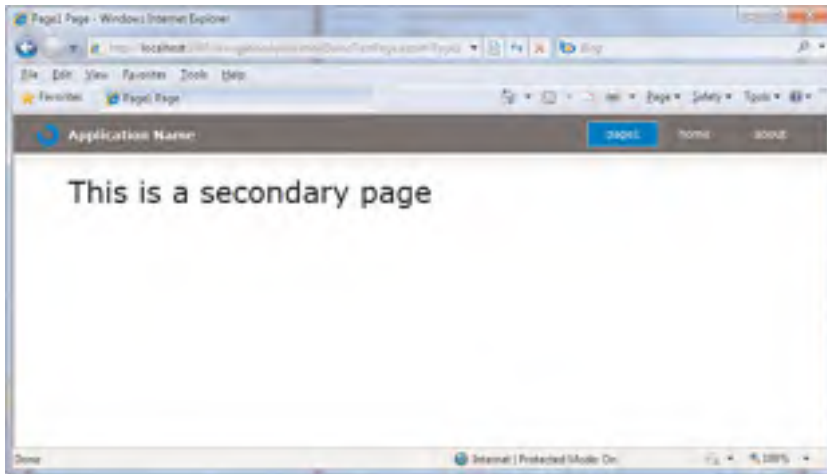 Page1 Page - Windows Internet Explorer
localhost
Bing
File Edit View Favorites Tools Help
Favorites Page1 Page
Page Safety Tools
Application Name page1 home about
This is a secondary page
Done Internet | Protected Mode: On 100%